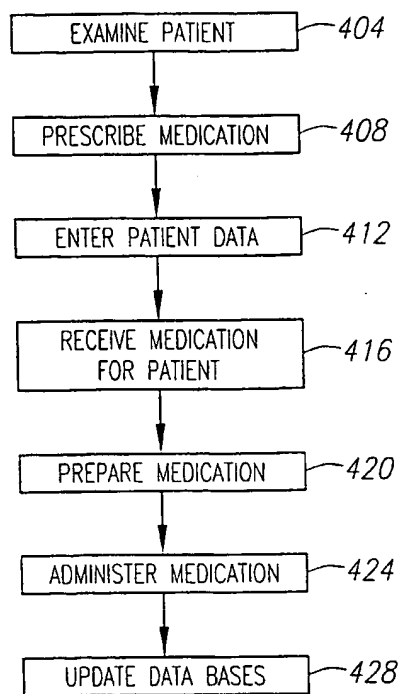 EXAMINE PATIENT 404
PRESCRIBE MEDICATION 408
ENTER PATIENT DATA 412
RECEIVE MEDICATION
FOR PATIENT 416
PREPARE MEDICATION 420
ADMINISTER MEDICATION 424
UPDATE DATA BASES 428